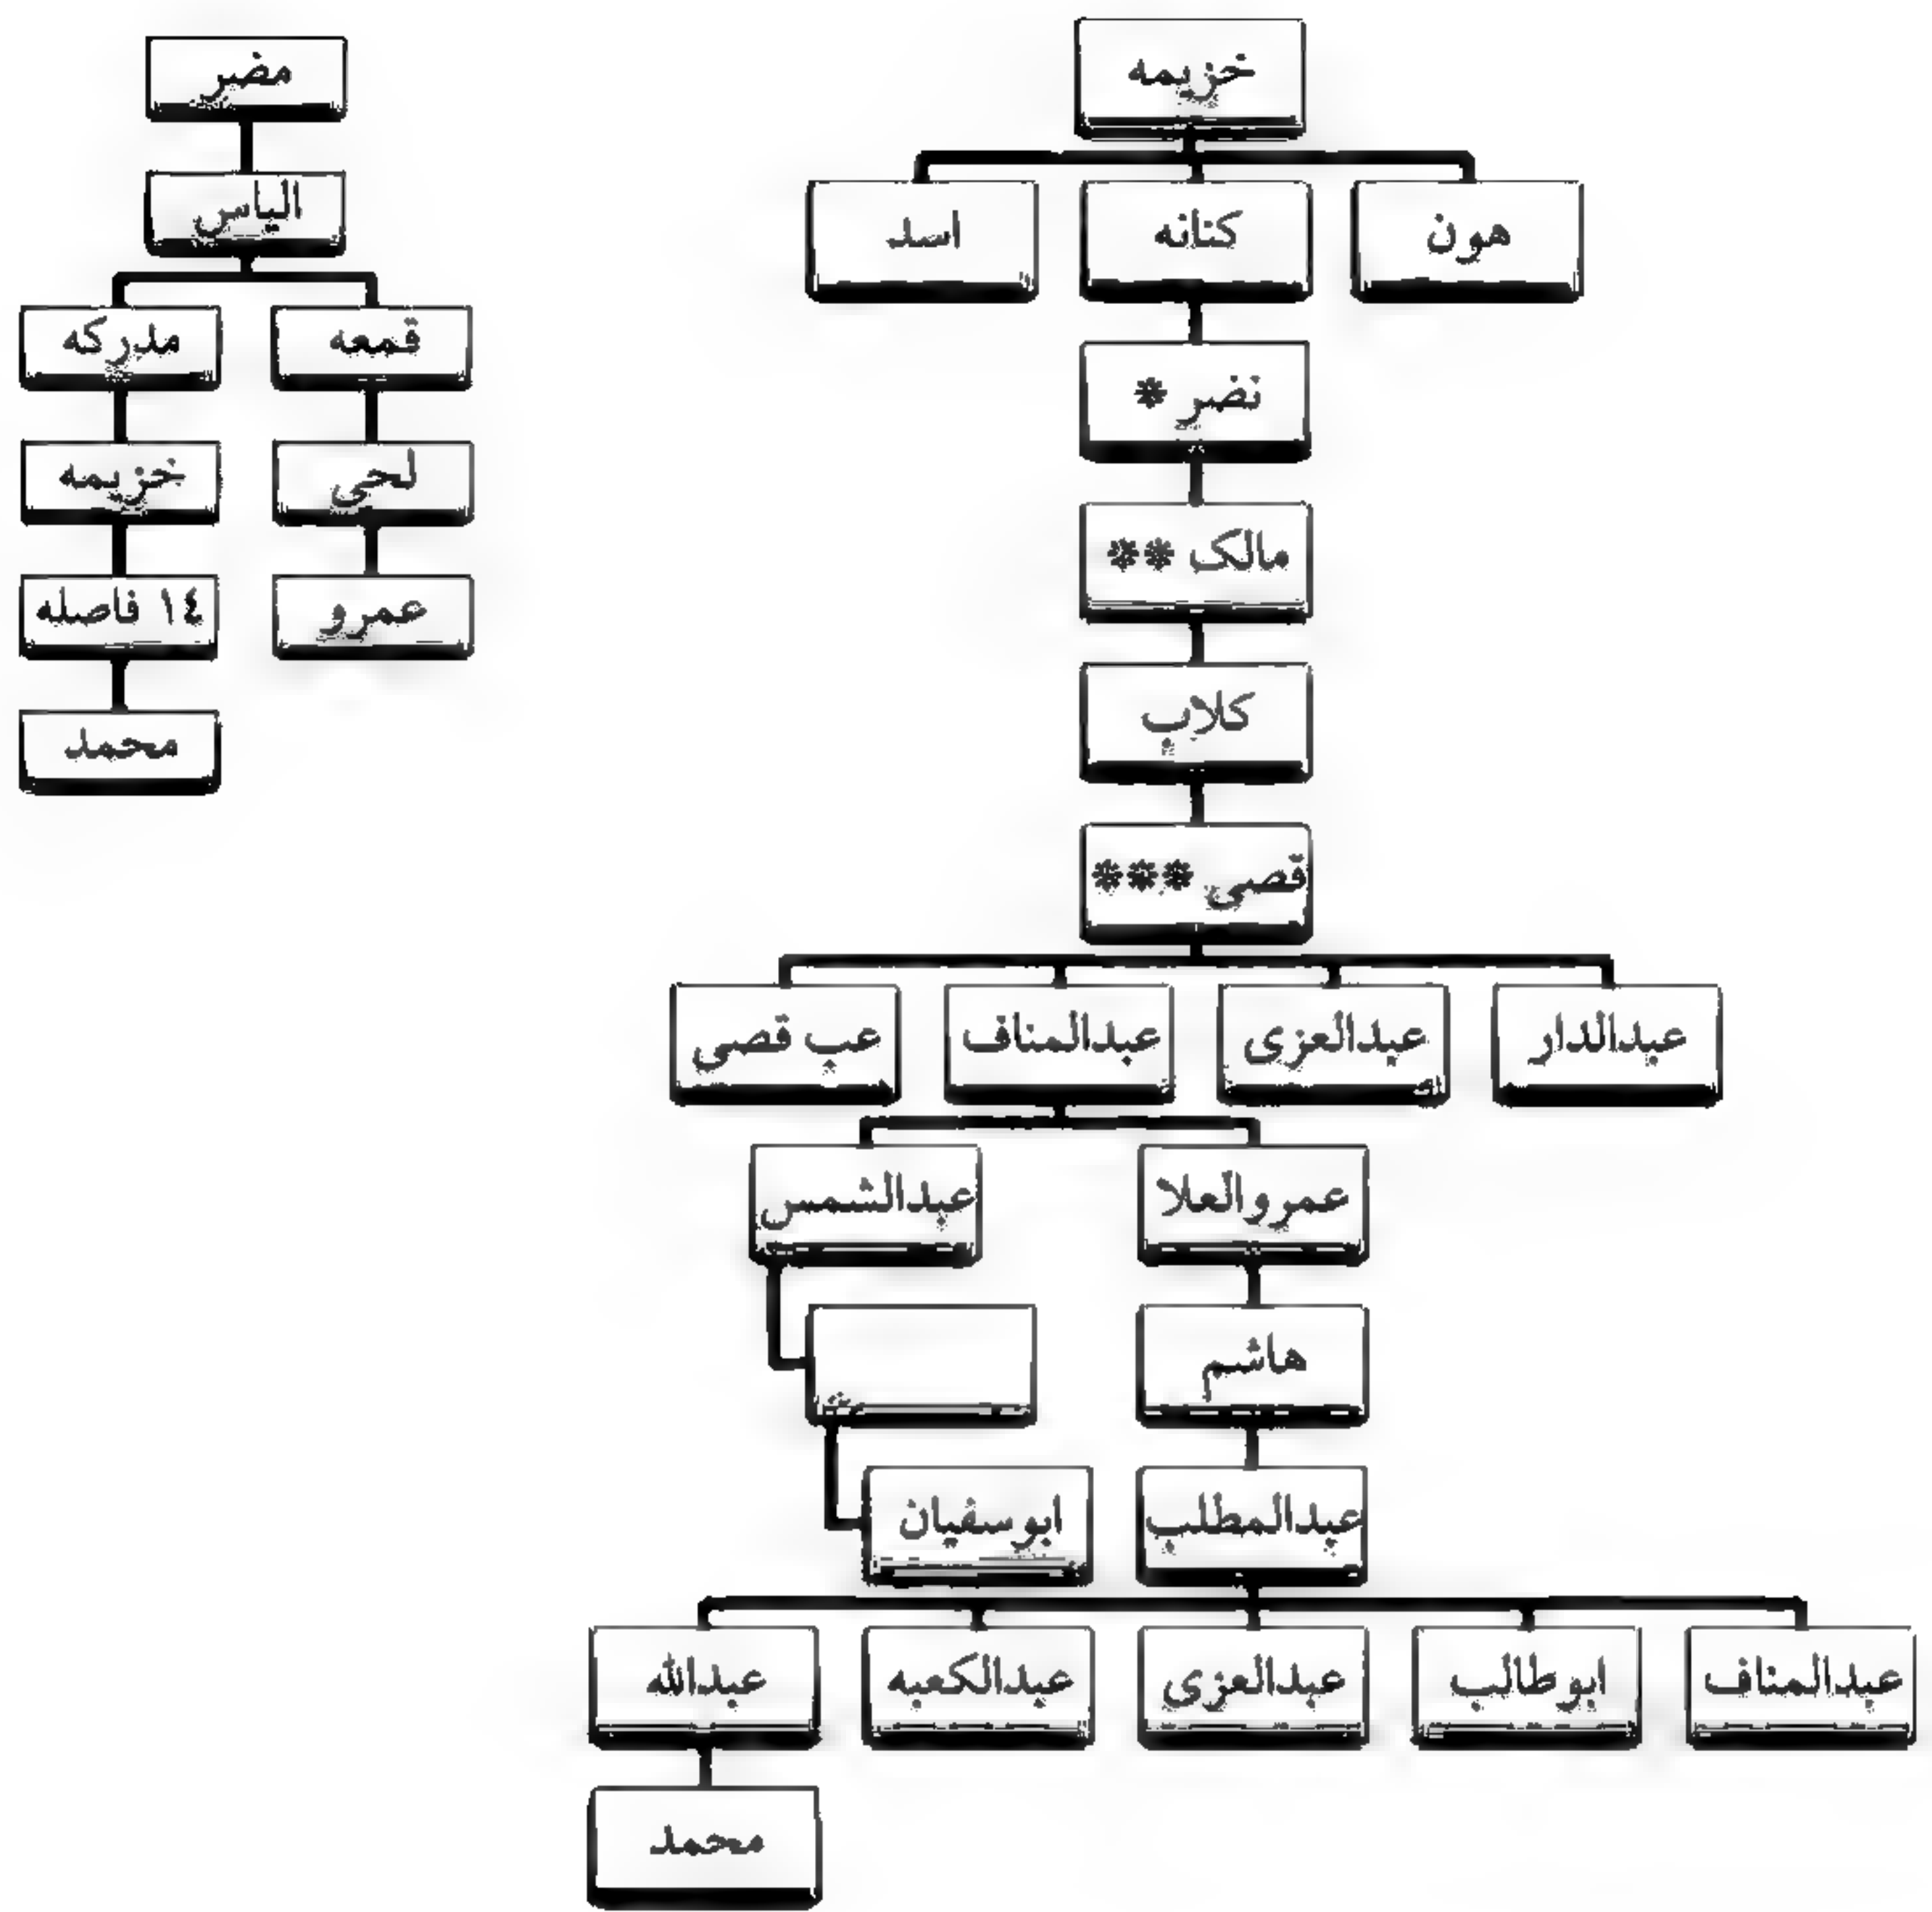 خزیمه
هون
کنانه
اسد
نضر *
مالک **
کلاب
قصی ***
عبدالدار
عبدالعزی
عبدالمناف
عب قصی
عمروالعلا
عبدالشمس
هاشم
عبدالمطلب
ابوسفیان
عبدالمناف
ابوطالب
عبدالعزی
عبدالکعبه
عبدالله
محمد
مضر
الیاس
قمعه
مدرکه
لحی
خزیمه
عمرو
١٤ فاصله
محمد